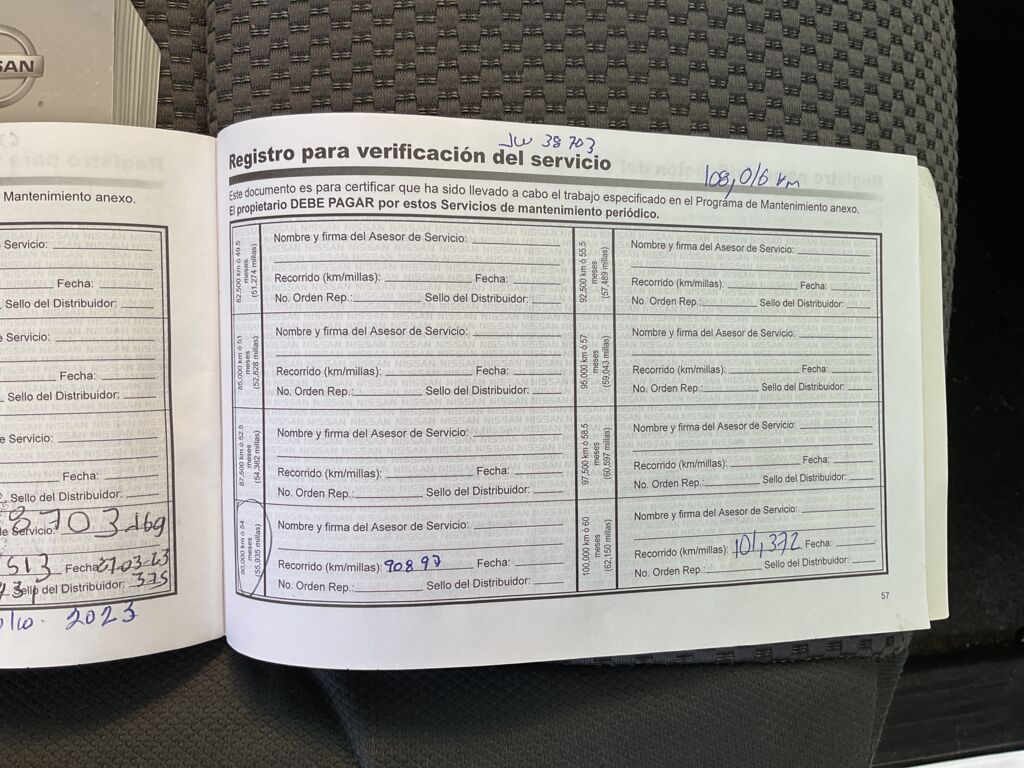 SAN
Mantenimiento anexo.
Servicio:
Fecha:
Sello del Distribuidor:
e Servicio:
Fecha:
Sello del Distribuidor:
e Servicio:
Fecha:
Sello del Distribuidor:
de Servicio:
Fecha: 27-03-23
Sello del Distribuidor: 375
2023
JW 38703
Registro para verificación del servicio
108,016 km
Este documento es para certificar que ha sido llevado a cabo el trabajo especificado en el Programa de Mantenimiento anexo.
El propietario DEBE PAGAR por estos Servicios de mantenimiento periódico.
82,500 km ó 49.5
meses
(51,274 millas)
Nombre y firma del Asesor de Servicio:
Recorrido (km/millas): Fecha:
No. Orden Rep.: Sello del Distribuidor:
85,000 km ó 51
meses
(52,828 millas)
Nombre y firma del Asesor de Servicio:
Recorrido (km/millas): Fecha:
No. Orden Rep.: Sello del Distribuidor:
87,500 km ó 52.5
meses
(54,382 millas)
Nombre y firma del Asesor de Servicio:
Recorrido (km/millas): Fecha:
No. Orden Rep.: Sello del Distribuidor:
90,000 km ó 54
meses
(55,935 millas)
Nombre y firma del Asesor de Servicio:
Recorrido (km/millas): 90897 Fecha:
No. Orden Rep.: Sello del Distribuidor:
92,500 km ó 55.5
meses
(57,489 millas)
Nombre y firma del Asesor de Servicio:
Recorrido (km/millas): Fecha:
No. Orden Rep.: Sello del Distribuidor:
95,000 km ó 57
meses
(59,043 millas)
Nombre y firma del Asesor de Servicio:
Recorrido (km/millas): Fecha:
No. Orden Rep.: Sello del Distribuidor:
97,500 km ó 58.5
meses
(60,597 millas)
Nombre y firma del Asesor de Servicio:
Recorrido (km/millas): Fecha:
No. Orden Rep.: Sello del Distribuidor:
100,000 km ó 60
meses
(62,150 millas)
Nombre y firma del Asesor de Servicio:
Recorrido (km/millas): 101,372 Fecha:
No. Orden Rep.: Sello del Distribuidor:
57